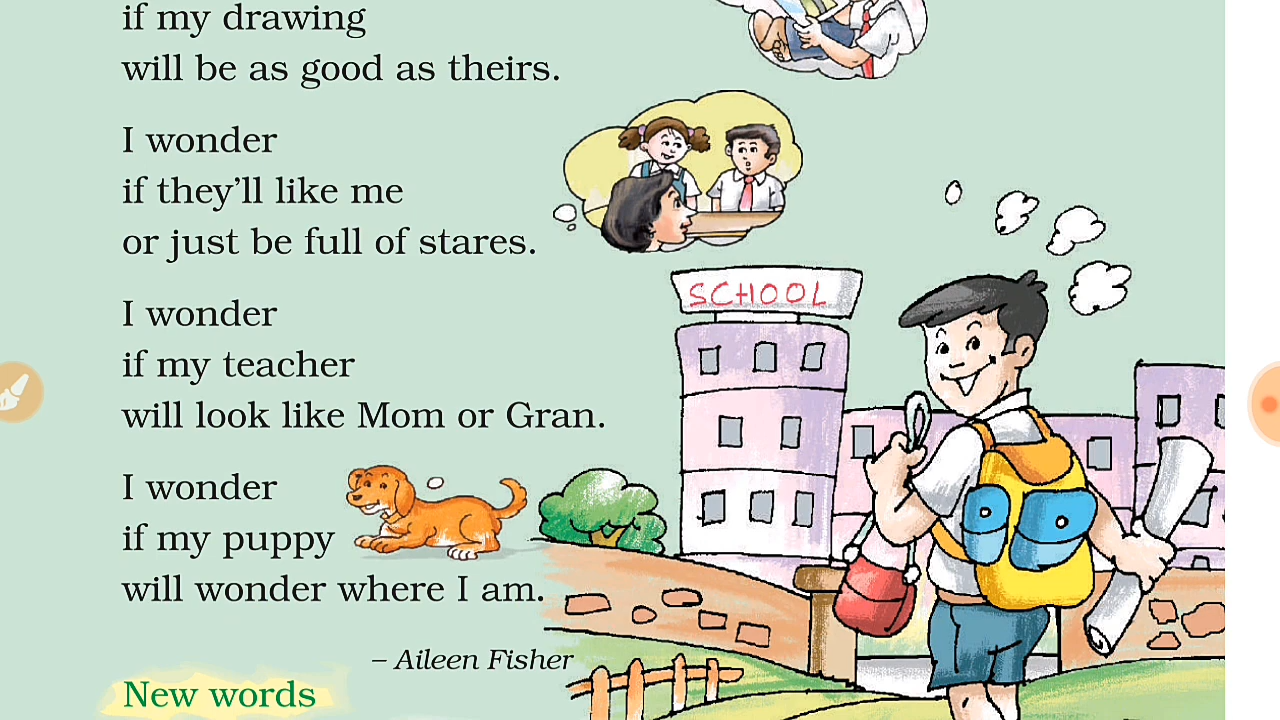 if my drawing
will be as good as theirs.
I wonder
if they'll like me
or just be full of stares.
SCHOOL
I wonder
if my teacher
will look like Mom or Gran.
I wonder
if my puppy
will wonder where I am.
– Aileen Fisher
New words